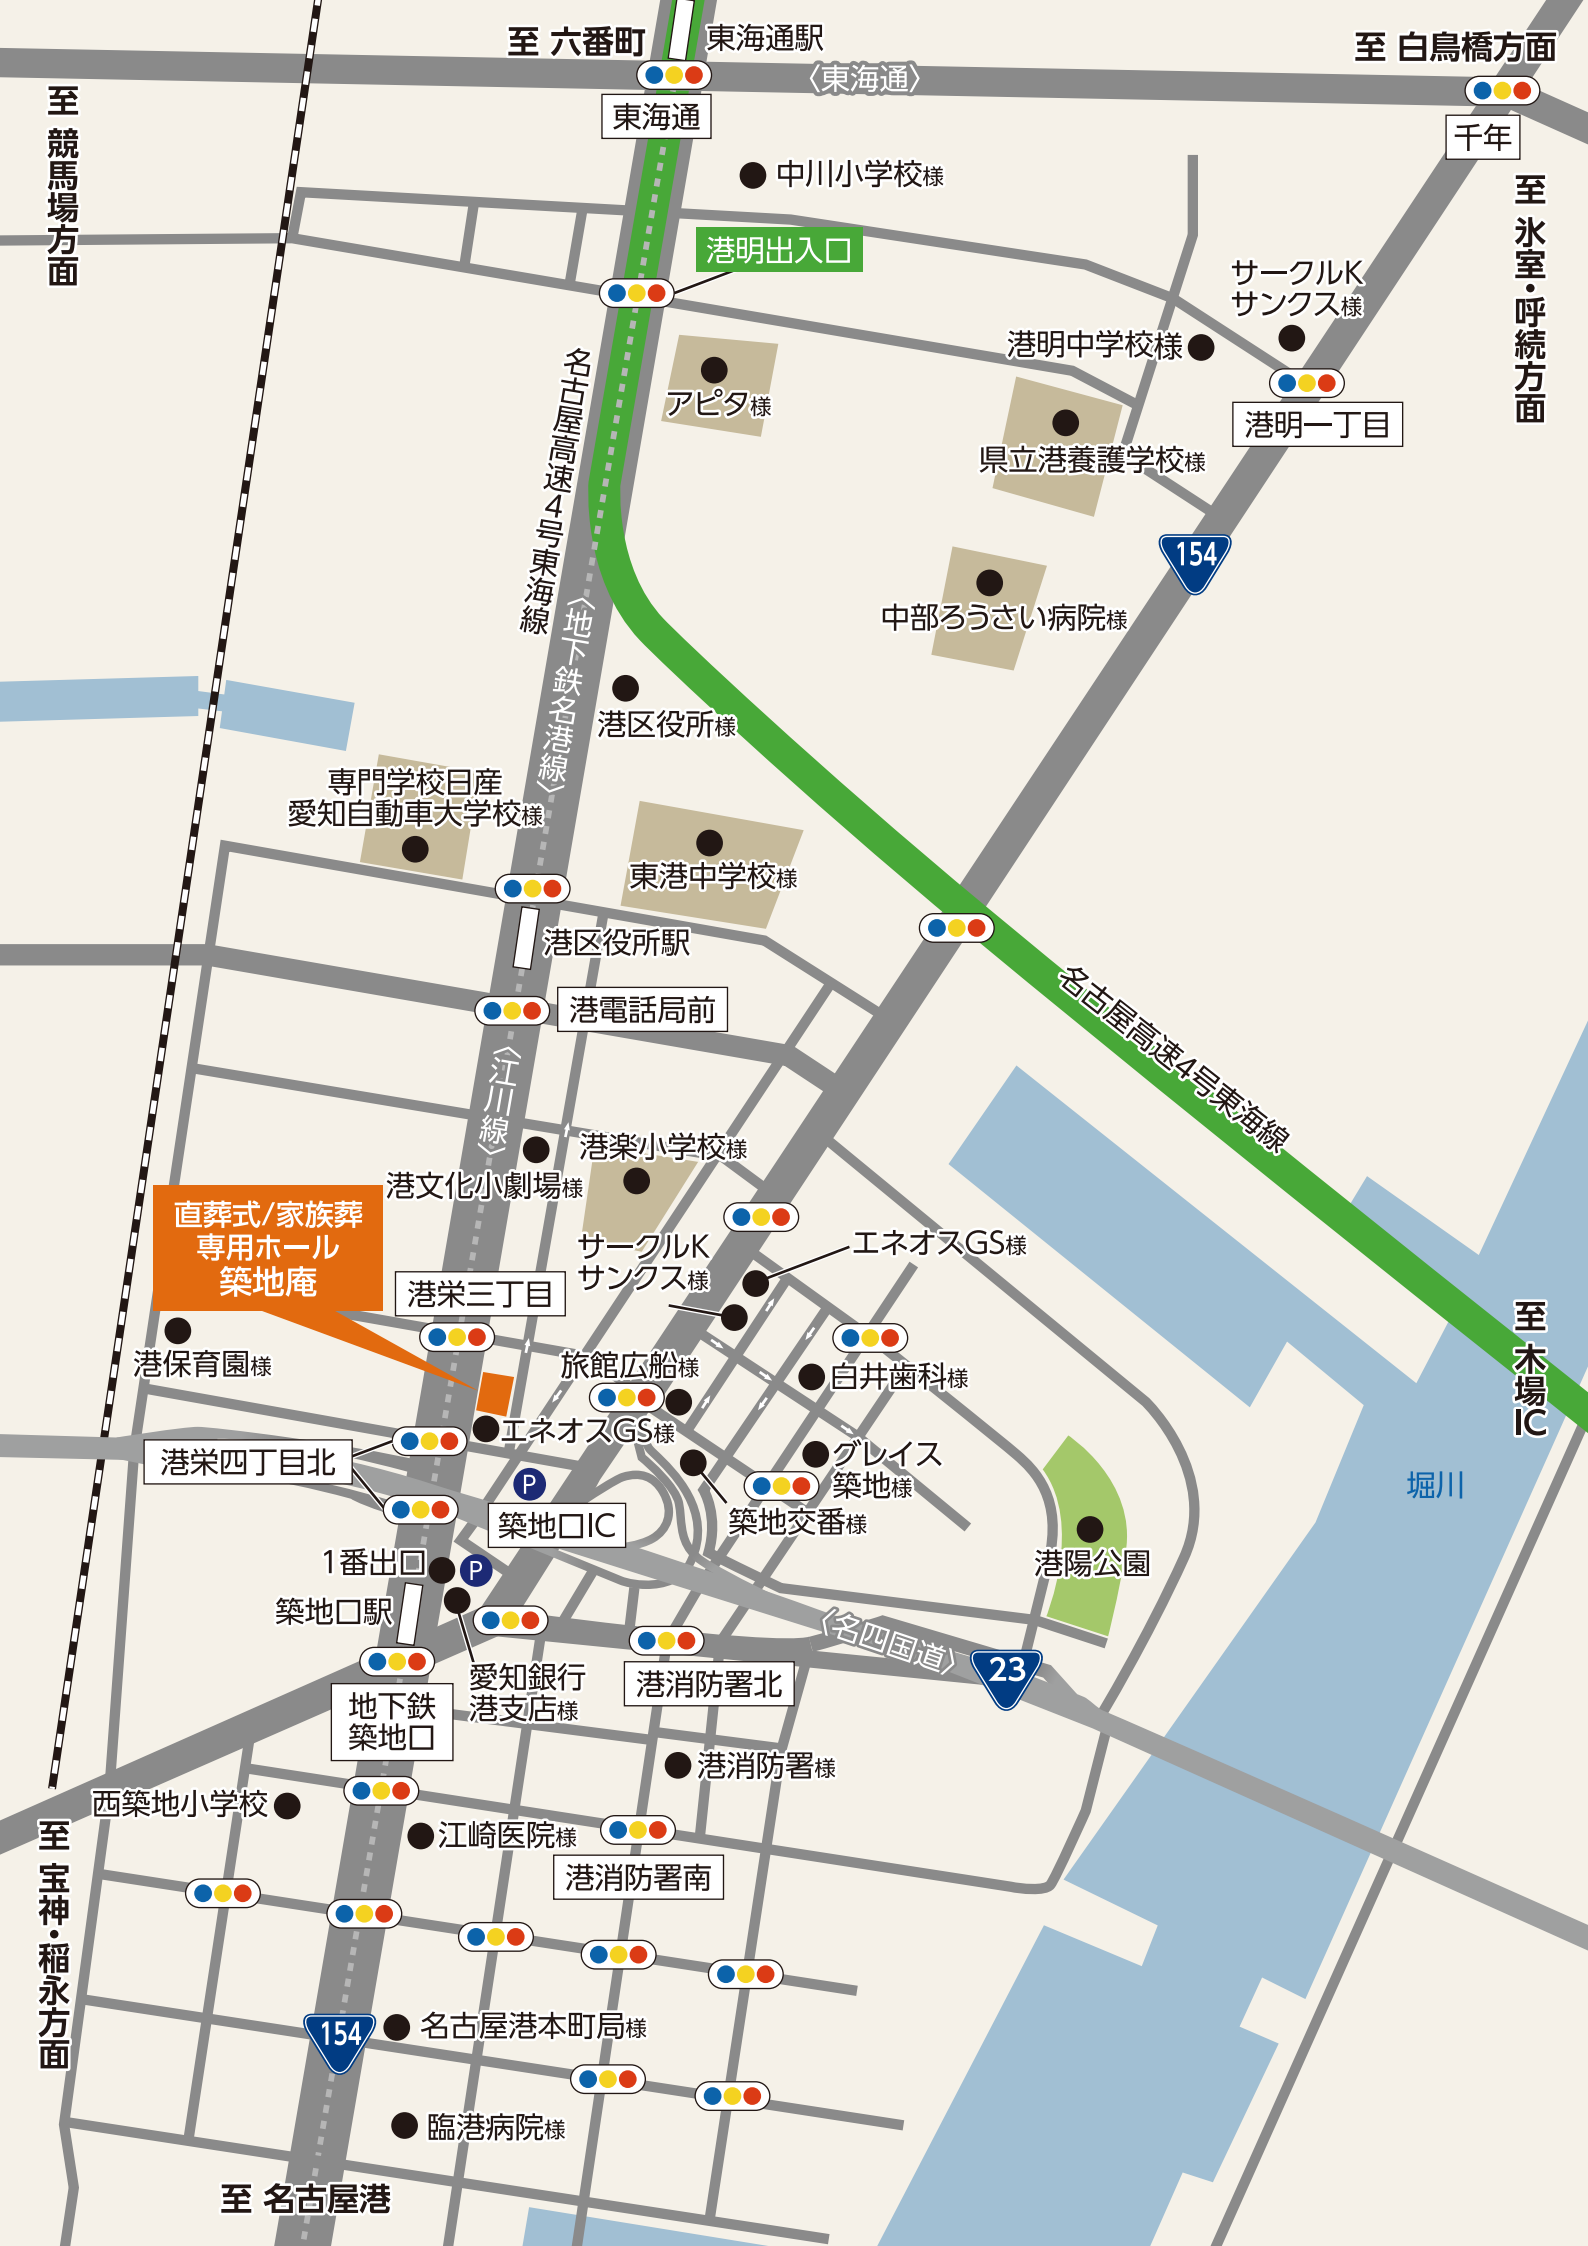 至 六番町
東海通駅
〈東海通〉
至 白鳥橋方面
東海通
千年
至 競馬場方面
中川小学校様
至 氷室・呼続方面
港明出入口
サークルK
サンクス様
港明中学校様
アピタ様
港明一丁目
県立港養護学校様
名古屋高速4号東海線
154
中部ろうさい病院様
〈地下鉄名港線〉
港区役所様
専門学校日産
愛知自動車大学校様
東港中学校様
港区役所駅
港電話局前
名古屋高速4号東海線
〈江川線〉
港楽小学校様
港文化小劇場様
直葬式/家族葬
専用ホール
築地庵
サークルK
サンクス様
エネオスGS様
港栄三丁目
港保育園様
旅館広船様
臼井歯科様
至 木場IC
エネオスGS様
港栄四丁目北
グレイス
築地様
堀川
P
築地口IC
築地交番様
1番出口
P
港陽公園
築地口駅
〈名四国道〉
23
愛知銀行
港支店様
港消防署北
地下鉄
築地口
港消防署様
西築地小学校
江崎医院様
至 宝神・稲永方面
港消防署南
154
名古屋港本町局様
臨港病院様
至 名古屋港